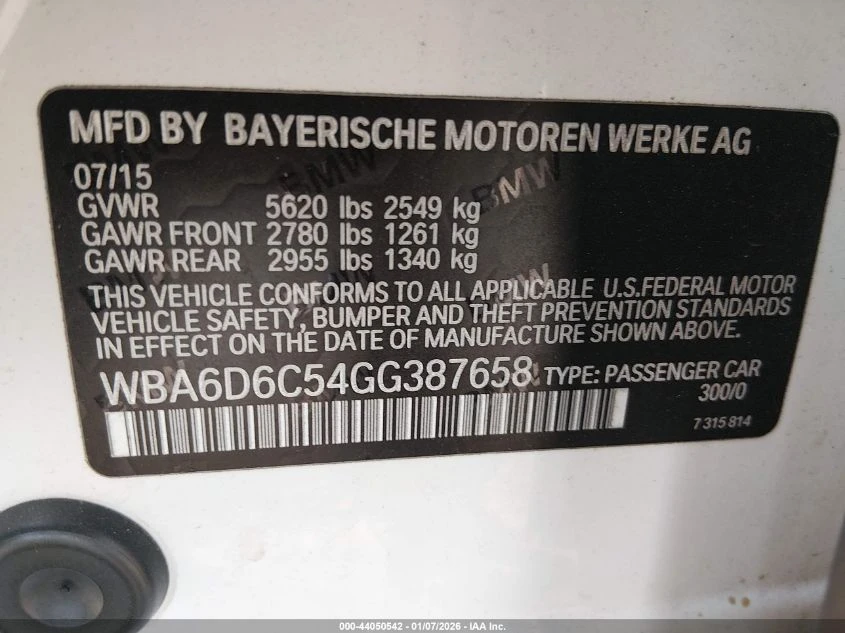 MFD BY BAYERISCHE MOTOREN WERKE AG
07/15
GVWR 5620 lbs 2549 kg
GAWR FRONT 2780 lbs 1261 kg
GAWR REAR 2955 lbs 1340 kg
THIS VEHICLE CONFORMS TO ALL APPLICABLE U.S.FEDERAL MOTOR
VEHICLE SAFETY, BUMPER AND THEFT PREVENTION STANDARDS
IN EFFECT ON THE DATE OF MANUFACTURE SHOWN ABOVE.
WBA6D6C54GG387658 TYPE: PASSENGER CAR
300/0
7 315 814
BMW
BMW
BMW
000-44050542 - 01/07/2026 - IAA Inc.